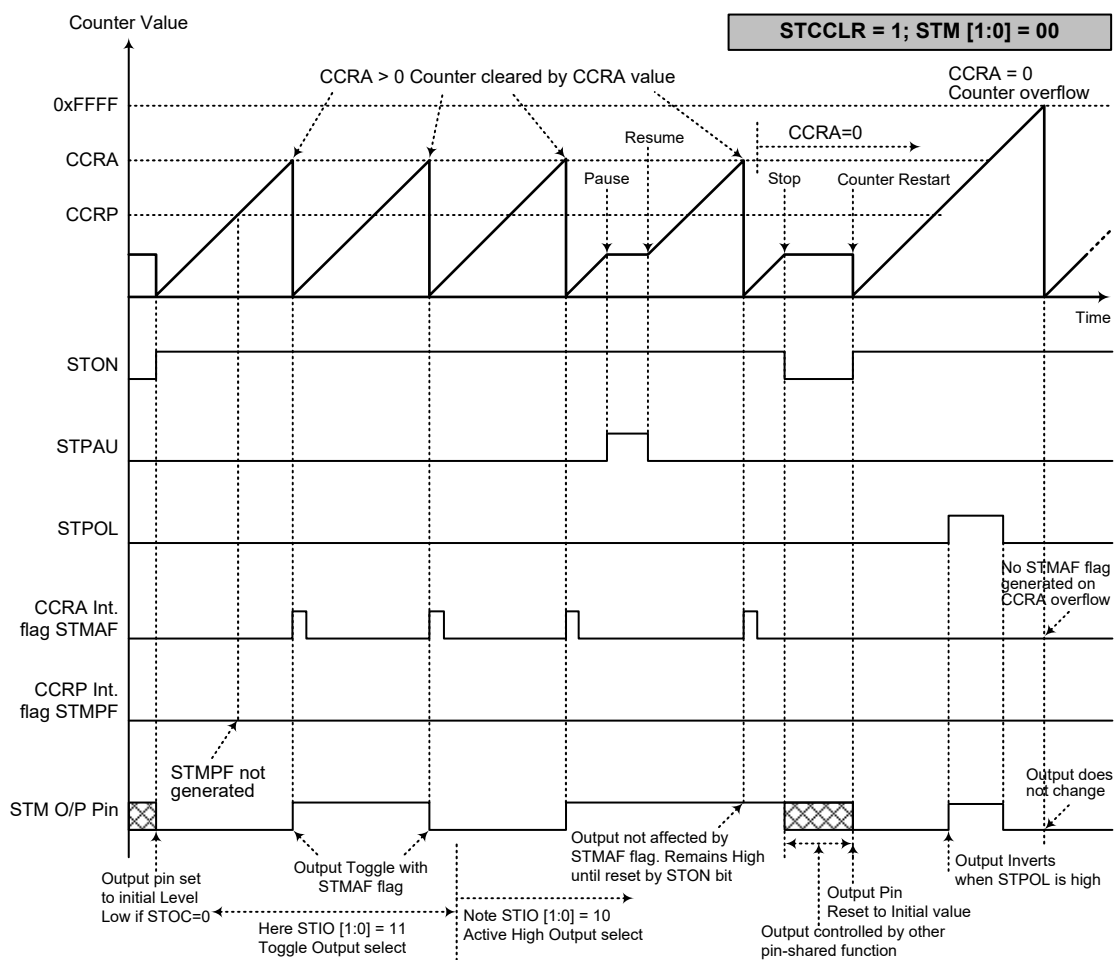 Counter Value
STCCLR = 1; STM [1:0] = 00
CCRA > 0 Counter cleared by CCRA value
CCRA = 0
Counter overflow
0xFFFF
CCRA=0
Resume
CCRA
Pause
Stop
Counter Restart
CCRP
Time
STON
STPAU
STPOL
No STMAF flag
generated on
CCRA overflow
CCRA Int.
flag STMAF
CCRP Int.
flag STMPF
STMPF not
generated
Output does
not change
STM O/P Pin
Output not affected by
STMAF flag. Remains High
until reset by STON bit
Output Toggle with
STMAF flag
Output Inverts
when STPOL is high
Output pin set
to initial Level
Low if STOC=0
Output Pin
Reset to Initial value
Here STIO [1:0] = 11
Toggle Output select
Note STIO [1:0] = 10
Active High Output select
Output controlled by other
pin-shared function